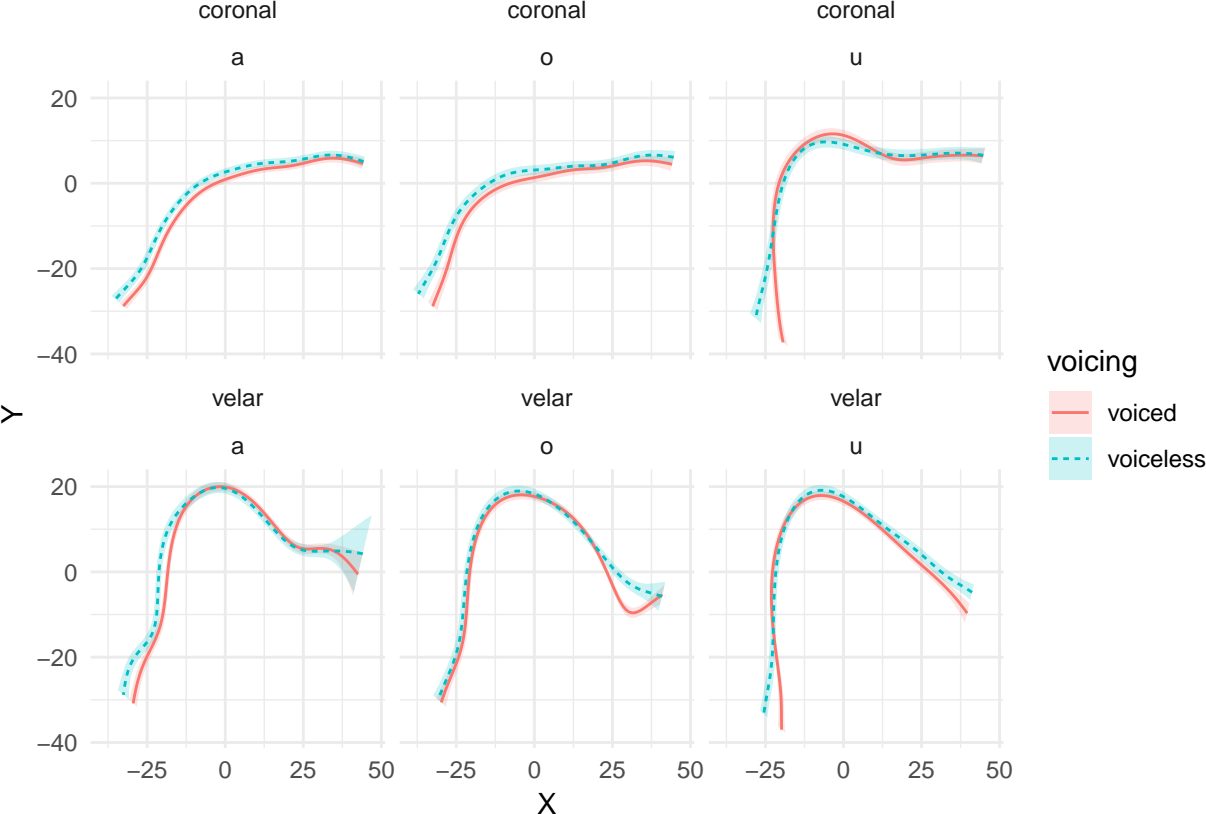 coronal coronal coronal
a o u
20
0
−20
−40
velar velar velar
a o u
20
0
−20
−40
−25 0 25 50 −25 0 25 50 −25 0 25 50
X
Y
voicing
voiced
voiceless